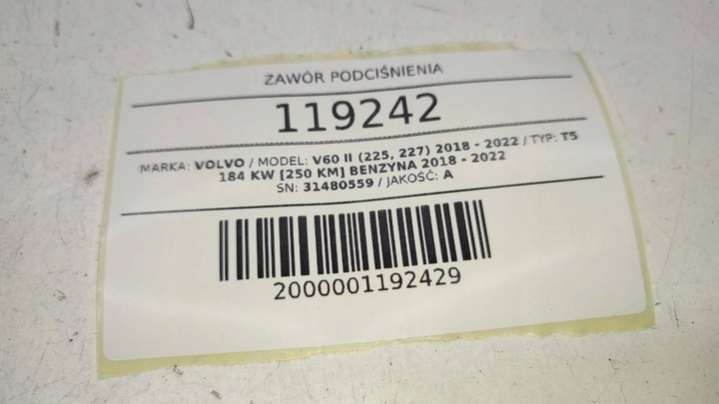 ZAWÓR PODCIŚNIENIA
119242
MARKA: VOLVO / MODEL: V60 II (225, 227) 2018 - 2022 / TYP: T5
184 KW [250 KM] BENZYNA 2018 - 2022
SN: 31480559 / JAKOŚĆ: A
2000001192429